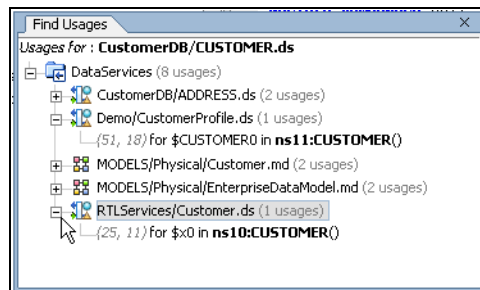 Find Usages
Usages for : CustomerDB/CUSTOMER.ds
DataServices (8 usages)
CustomerDB/ADDRESS.ds (2 usages)
Demo/CustomerProfile.ds (1 usages)
(51, 18) for $CUSTOMER0 in ns11:CUSTOMER()
MODELS/Physical/Customer.md (2 usages)
MODELS/Physical/EnterpriseDataModel.md (2 usages)
RTLServices/Customer.ds (1 usages)
(25, 11) for $x0 in ns10:CUSTOMER()